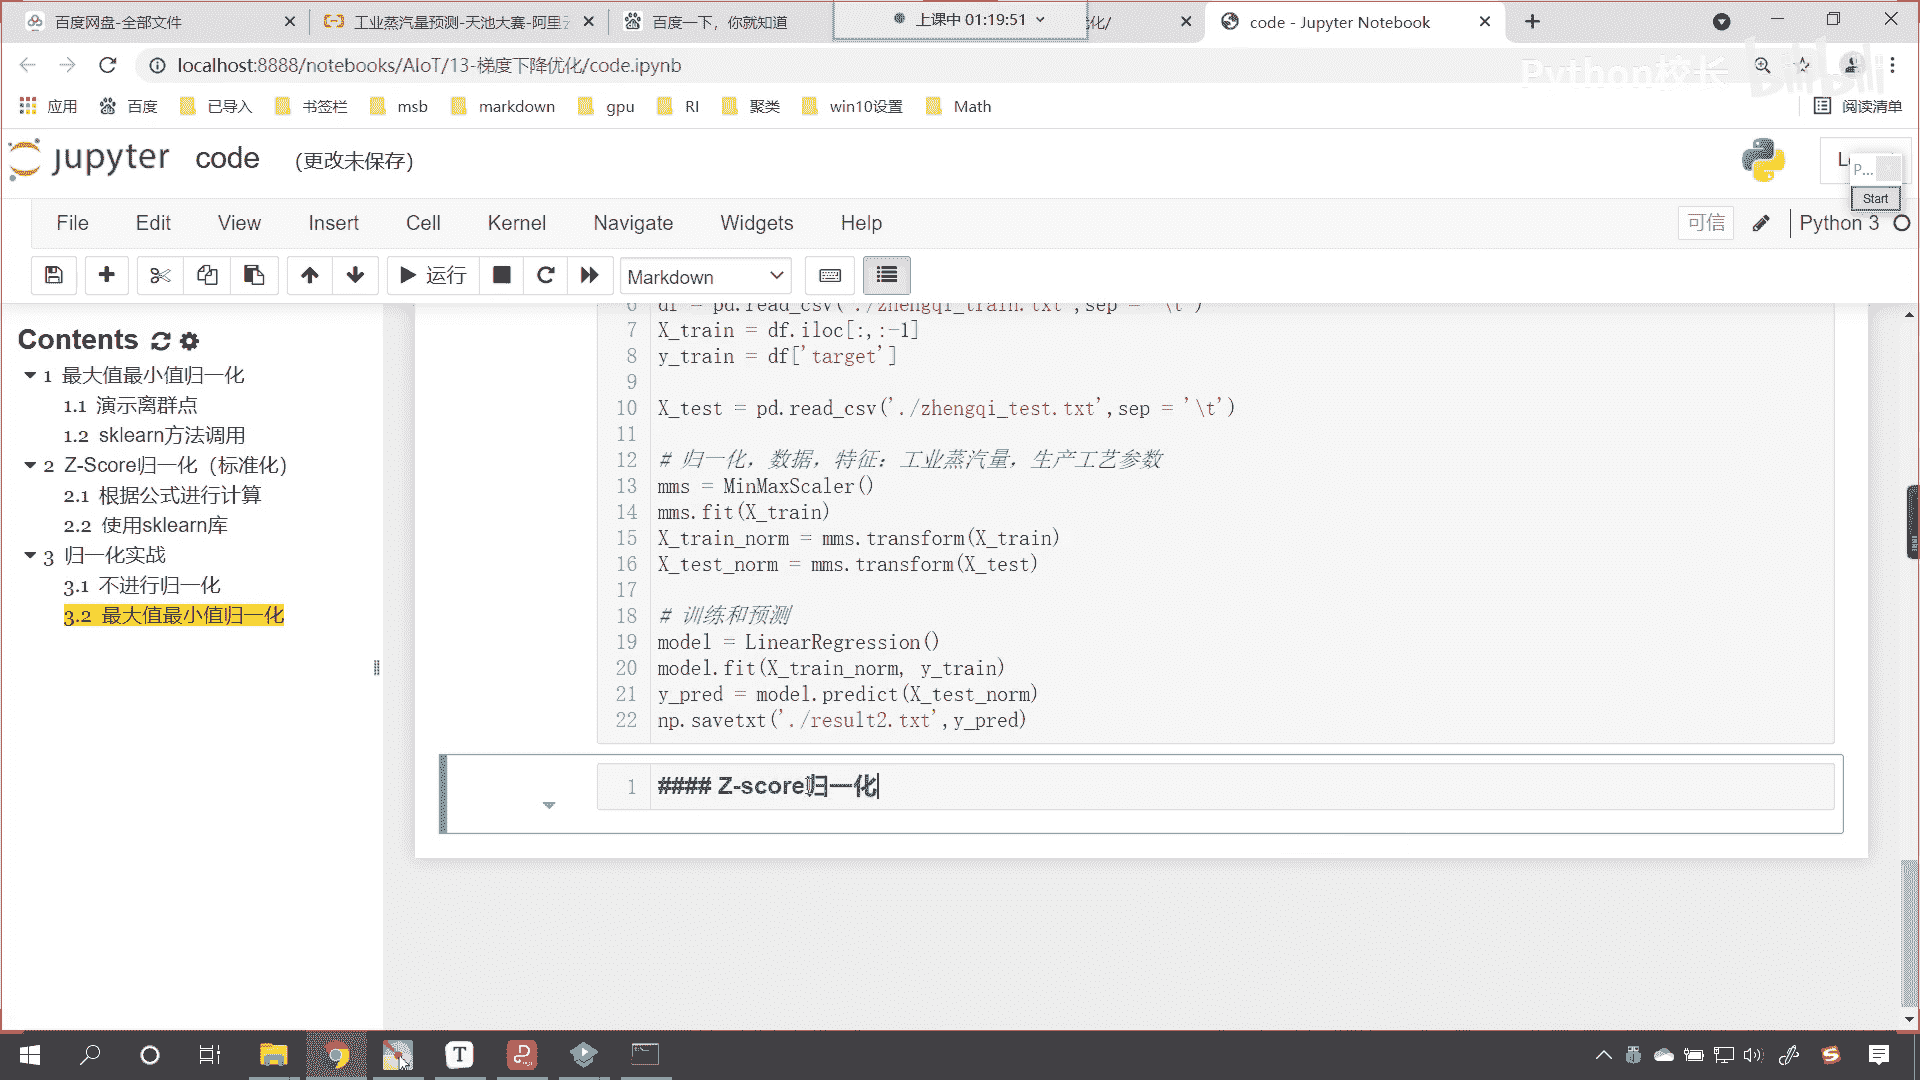 百度网盘-全部文件
工业蒸汽量预测-天池大赛-阿里云
百度一下，你就知道
上课中 01:19:51
化/
code - Jupyter Notebook
localhost:8888/notebooks/AIoT/13-梯度下降优化/code.ipynb
Python校长
bilibili
应用
百度
已导入
书签栏
msb
markdown
gpu
RI
聚类
win10设置
Math
阅读清单
jupyter
code
(更改未保存)
P...
Start
File
Edit
View
Insert
Cell
Kernel
Navigate
Widgets
Help
可信
Python 3
运行
Markdown
Contents
1 最大值最小值归一化
1.1 演示离群点
1.2 sklearn方法调用
2 Z-Score归一化（标准化）
2.1 根据公式进行计算
2.2 使用sklearn库
3 归一化实战
3.1 不进行归一化
3.2 最大值最小值归一化
6 df = pd.read_csv('./zhengqi_train.txt',sep = '\t')
7 X_train = df.iloc[:,:-1]
8 y_train = df['target']
9
10 X_test = pd.read_csv('./zhengqi_test.txt',sep = '\t')
11
12 # 归一化，数据，特征：工业蒸汽量，生产工艺参数
13 mms = MinMaxScaler()
14 mms.fit(X_train)
15 X_train_norm = mms.transform(X_train)
16 X_test_norm = mms.transform(X_test)
17
18 # 训练和预测
19 model = LinearRegression()
20 model.fit(X_train_norm, y_train)
21 y_pred = model.predict(X_test_norm)
22 np.savetxt('./result2.txt',y_pred)
1 #### Z-score归一化